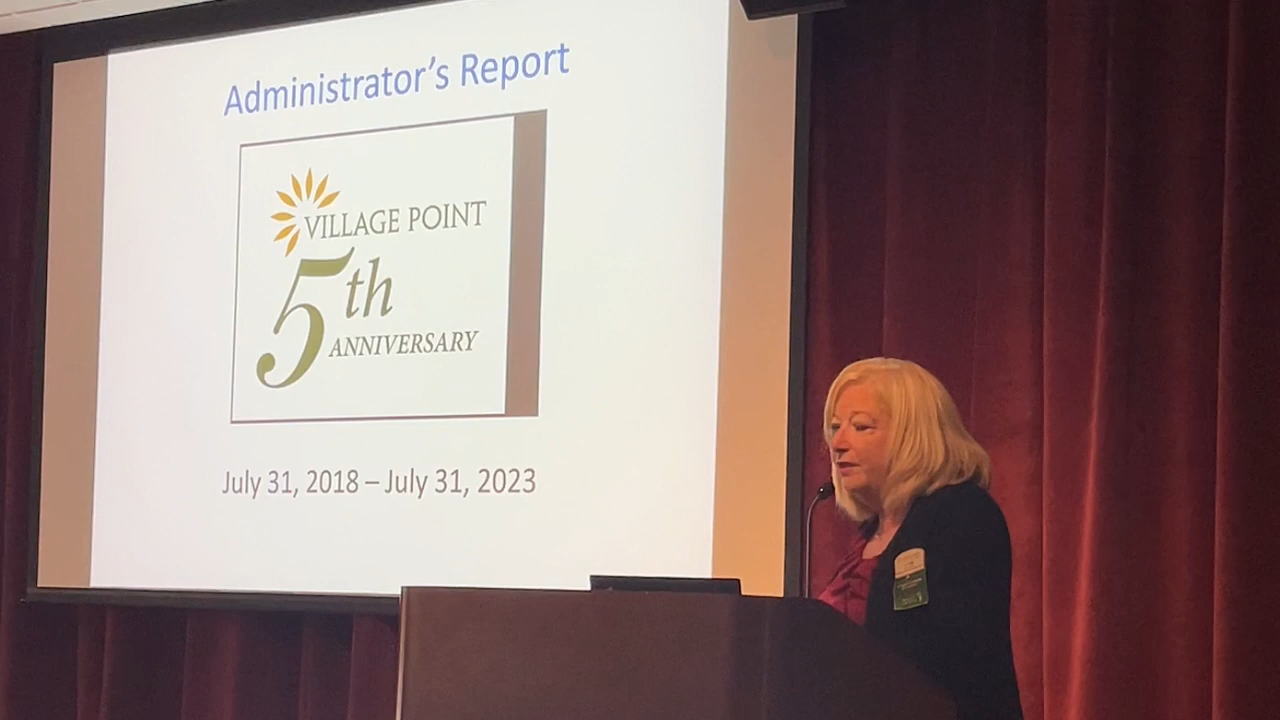 Administrator's Report
VILLAGE POINT
5th
ANNIVERSARY
July 31, 2018 – July 31, 2023